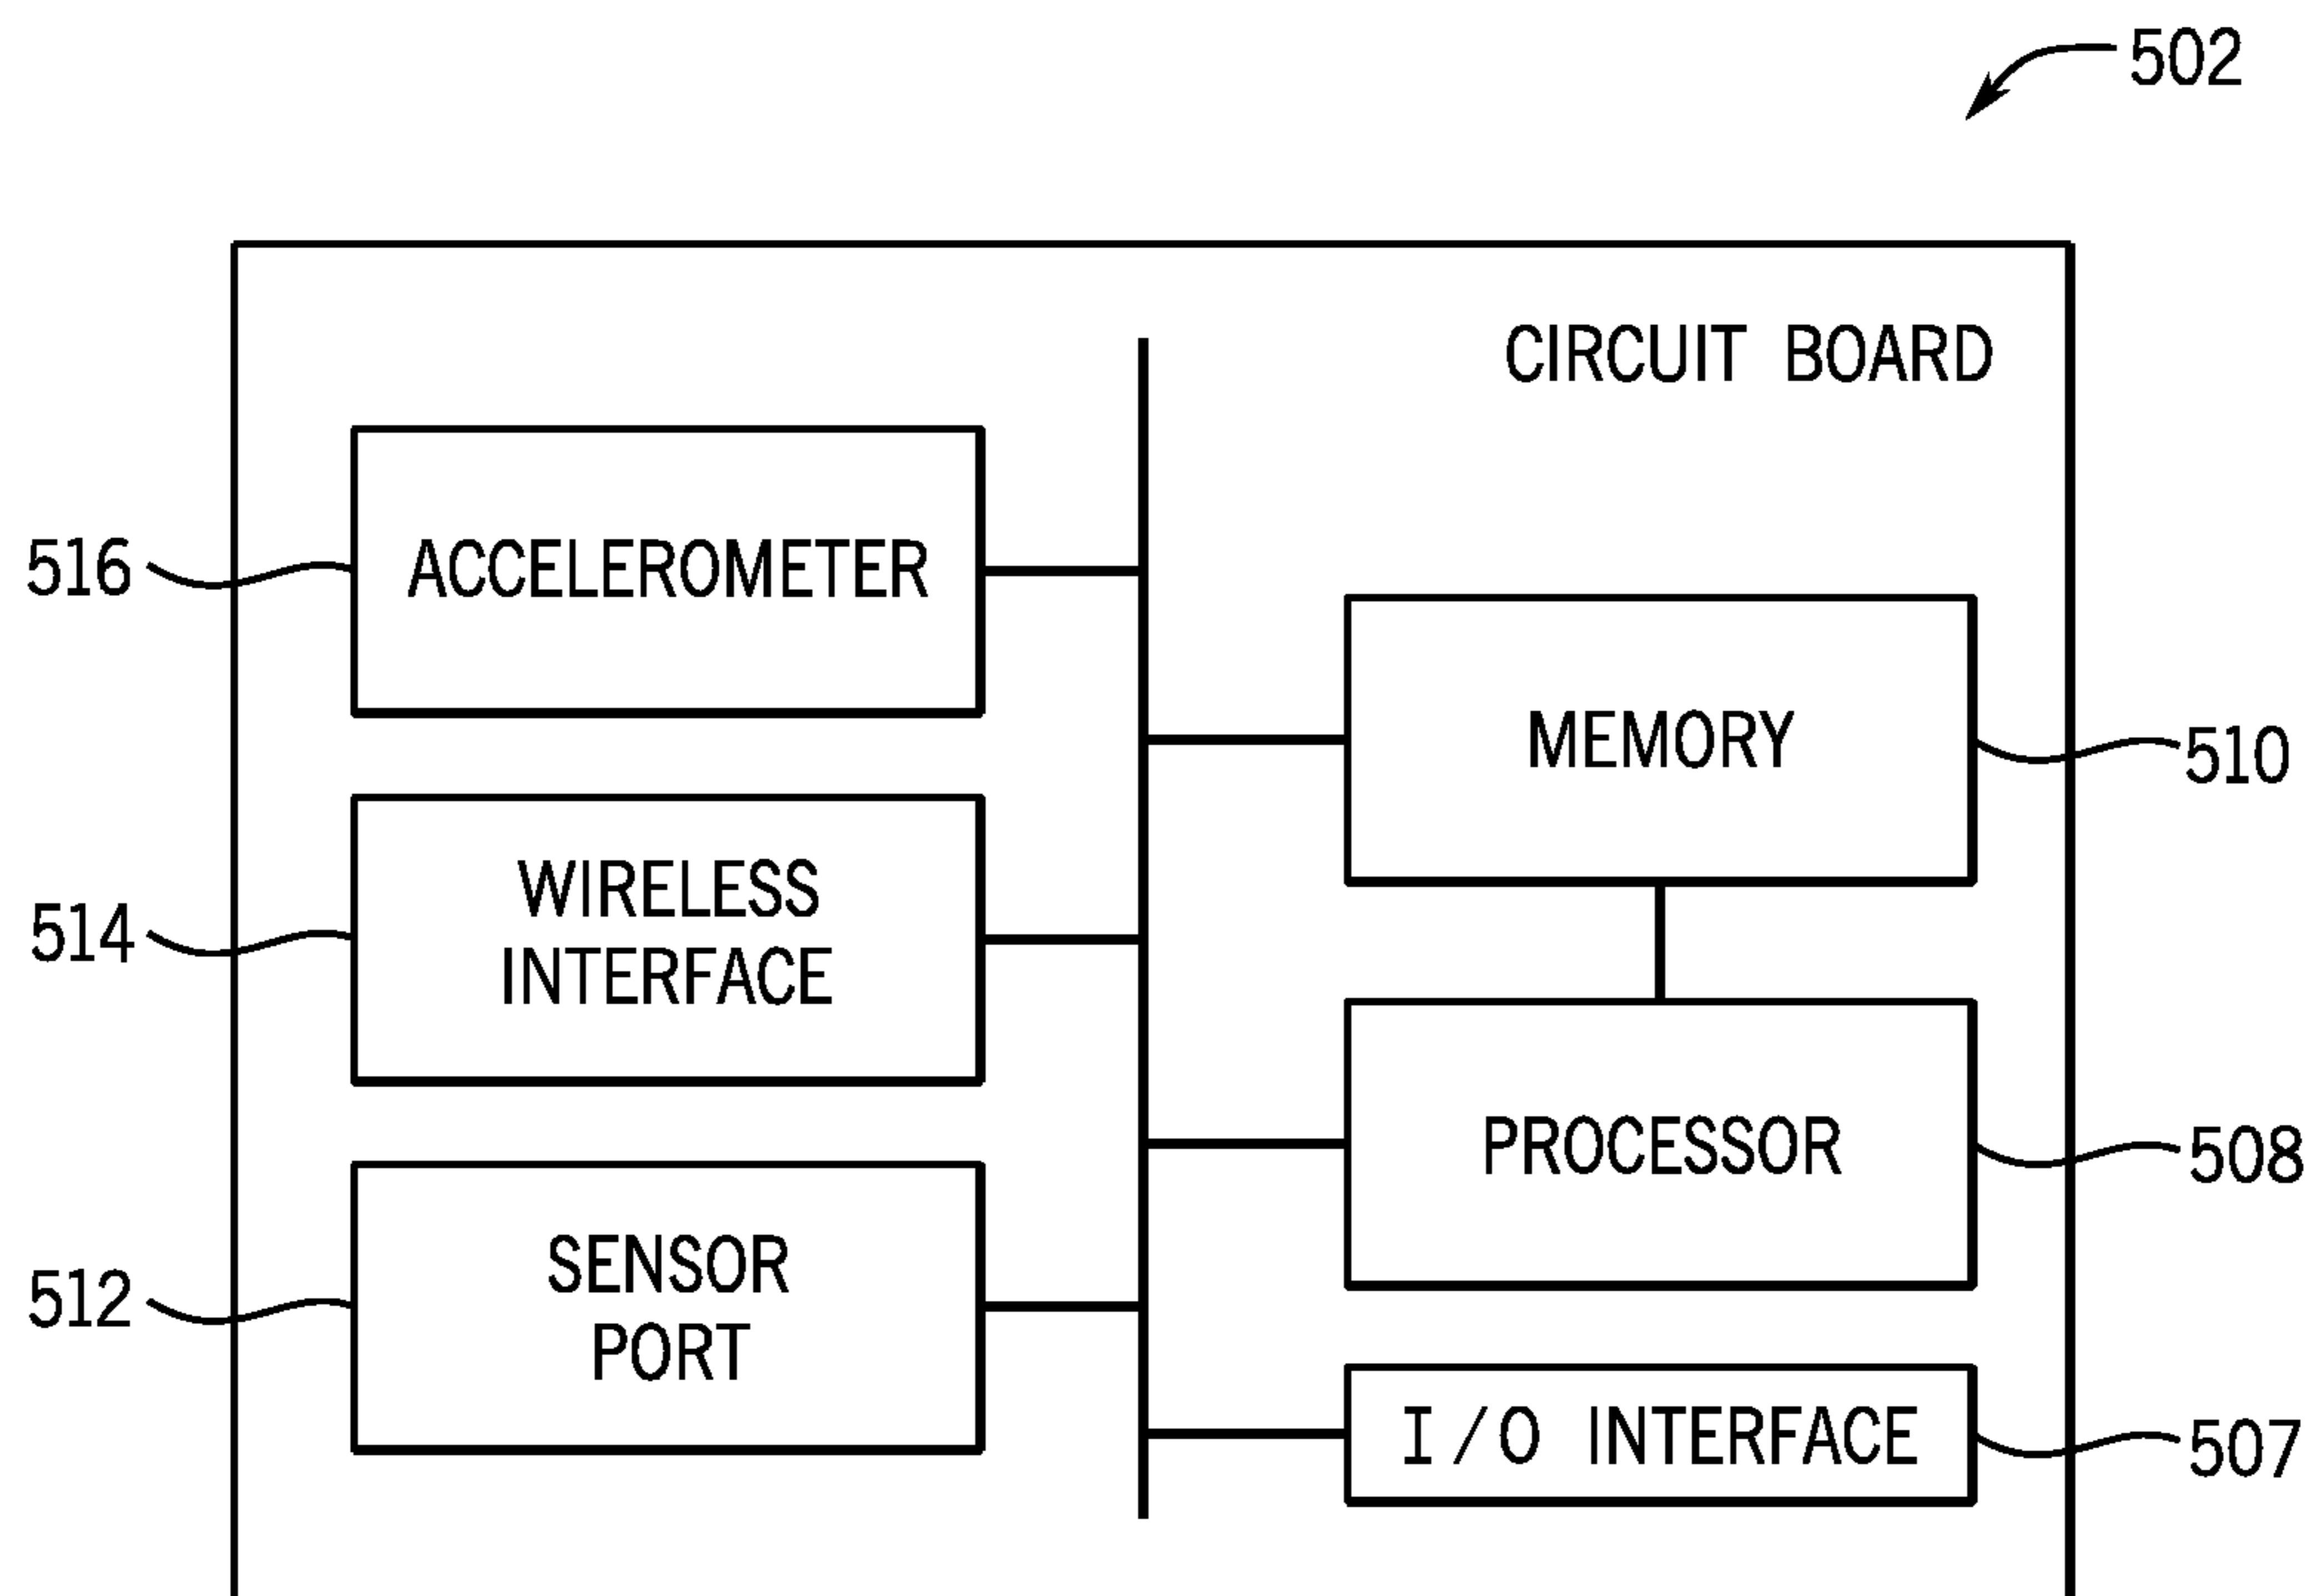 502
CIRCUIT BOARD
516
ACCELEROMETER
MEMORY
510
514
WIRELESS
INTERFACE
PROCESSOR
508
512
SENSOR
PORT
I/O INTERFACE
507